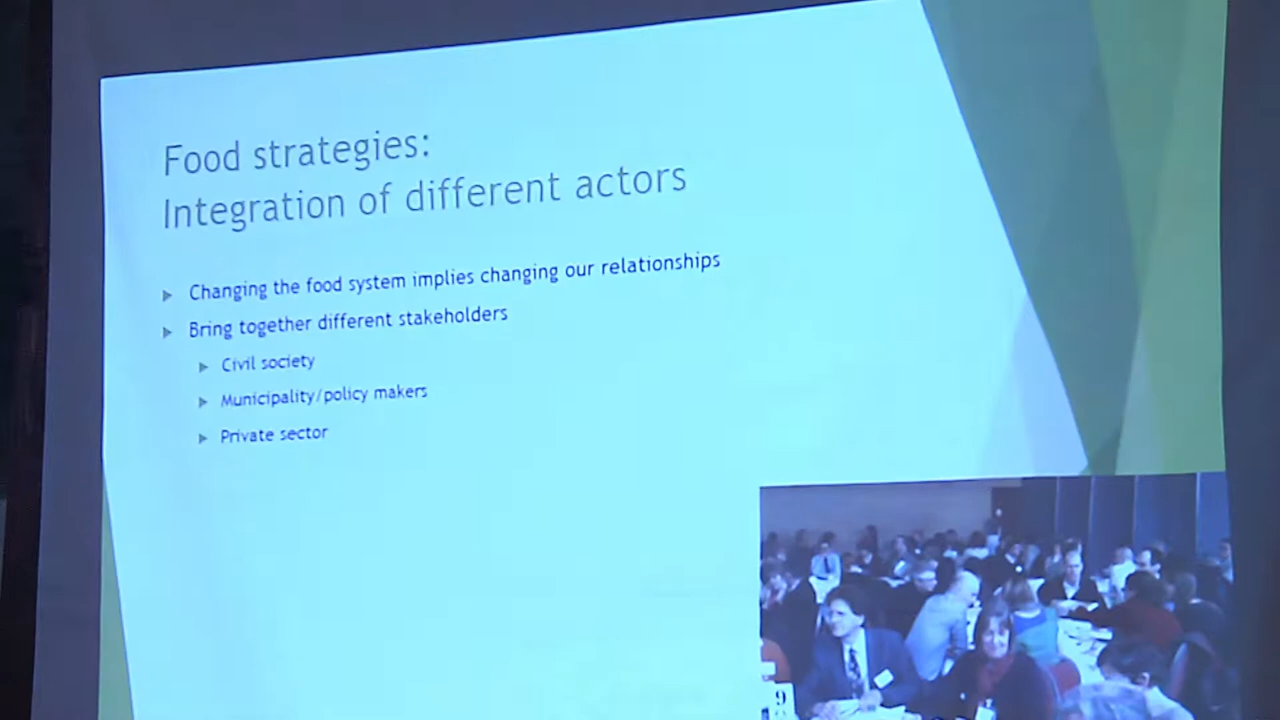 Food strategies:
Integration of different actors
Changing the food system implies changing our relationships
Bring together different stakeholders
Civil society
Municipality/policy makers
Private sector
9